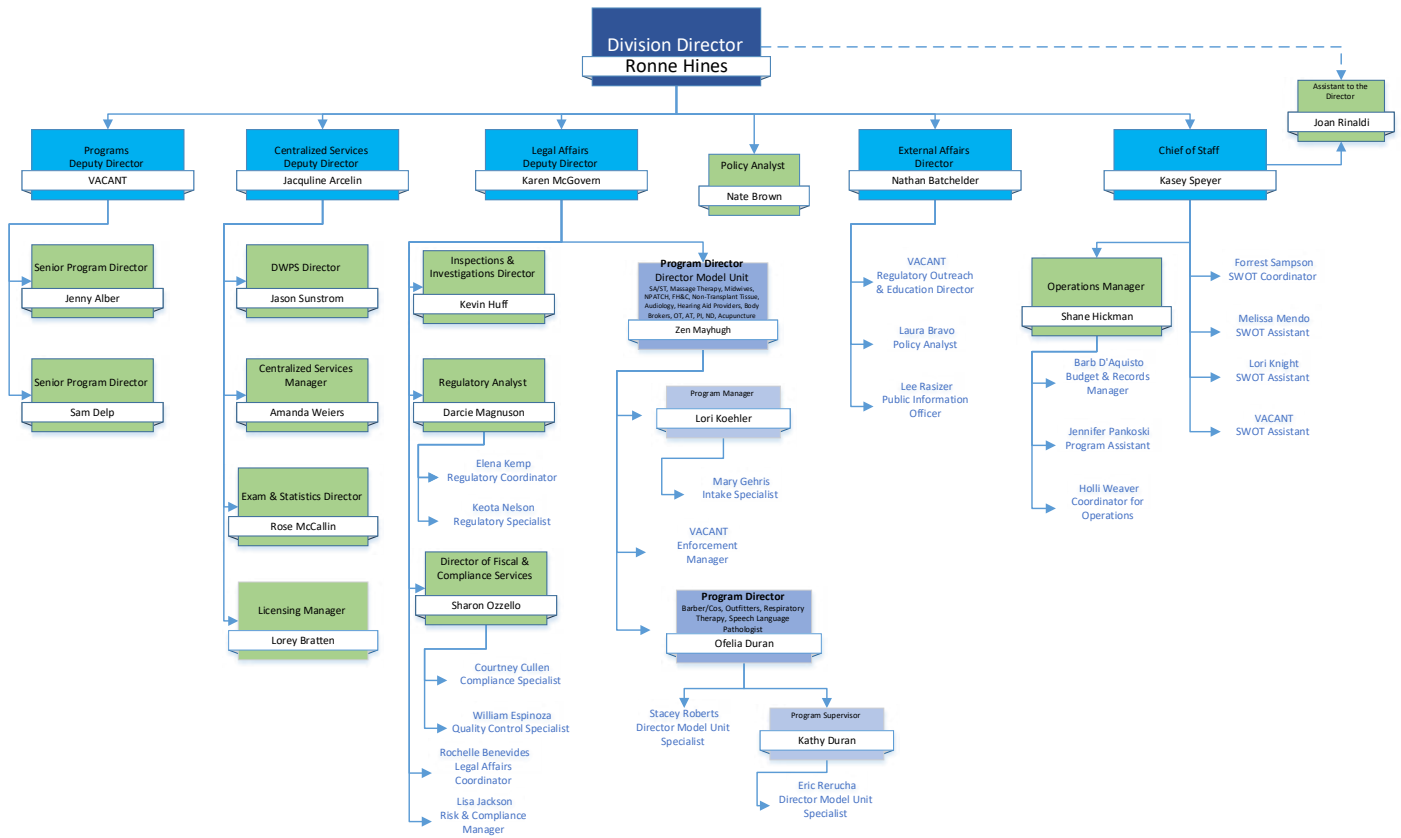 Division Director
Ronne Hines
Assistant to the
Director
Joan Rinaldi
Programs
Deputy Director
VACANT
Senior Program Director
Jenny Alber
Senior Program Director
Sam Delp
Centralized Services
Deputy Director
Jacquline Arcelin
DWPS Director
Jason Sunstrom
Centralized Services
Manager
Amanda Weiers
Exam & Statistics Director
Rose McCallin
Licensing Manager
Lorey Bratten
Legal Affairs
Deputy Director
Karen McGovern
Inspections &
Investigations Director
Kevin Huff
Regulatory Analyst
Darcie Magnuson
Elena Kemp
Regulatory Coordinator
Keota Nelson
Regulatory Specialist
Director of Fiscal &
Compliance Services
Sharon Ozzello
Courtney Cullen
Compliance Specialist
William Espinoza
Quality Control Specialist
Rochelle Benevides
Legal Affairs
Coordinator
Lisa Jackson
Risk & Compliance
Manager
Program Director
Director Model Unit
SA/ST, Massage Therapy, Midwives,
NPATCH, FH&C, Non-Transplant Tissue,
Audiology, Hearing Aid Providers, Body
Brokers, OT, AT, PI, ND, Acupuncture
Zen Mayhugh
Program Manager
Lori Koehler
Mary Gehris
Intake Specialist
VACANT
Enforcement
Manager
Program Director
Barber/Cos, Outfitters, Respiratory
Therapy, Speech Language
Pathologist
Ofelia Duran
Stacey Roberts
Director Model Unit
Specialist
Program Supervisor
Kathy Duran
Eric Rerucha
Director Model Unit
Specialist
Policy Analyst
Nate Brown
External Affairs
Director
Nathan Batchelder
VACANT
Regulatory Outreach
& Education Director
Laura Bravo
Policy Analyst
Lee Rasizer
Public Information
Officer
Chief of Staff
Kasey Speyer
Operations Manager
Shane Hickman
Barb D'Aquisto
Budget & Records
Manager
Jennifer Pankoski
Program Assistant
Holli Weaver
Coordinator for
Operations
Forrest Sampson
SWOT Coordinator
Melissa Mendo
SWOT Assistant
Lori Knight
SWOT Assistant
VACANT
SWOT Assistant